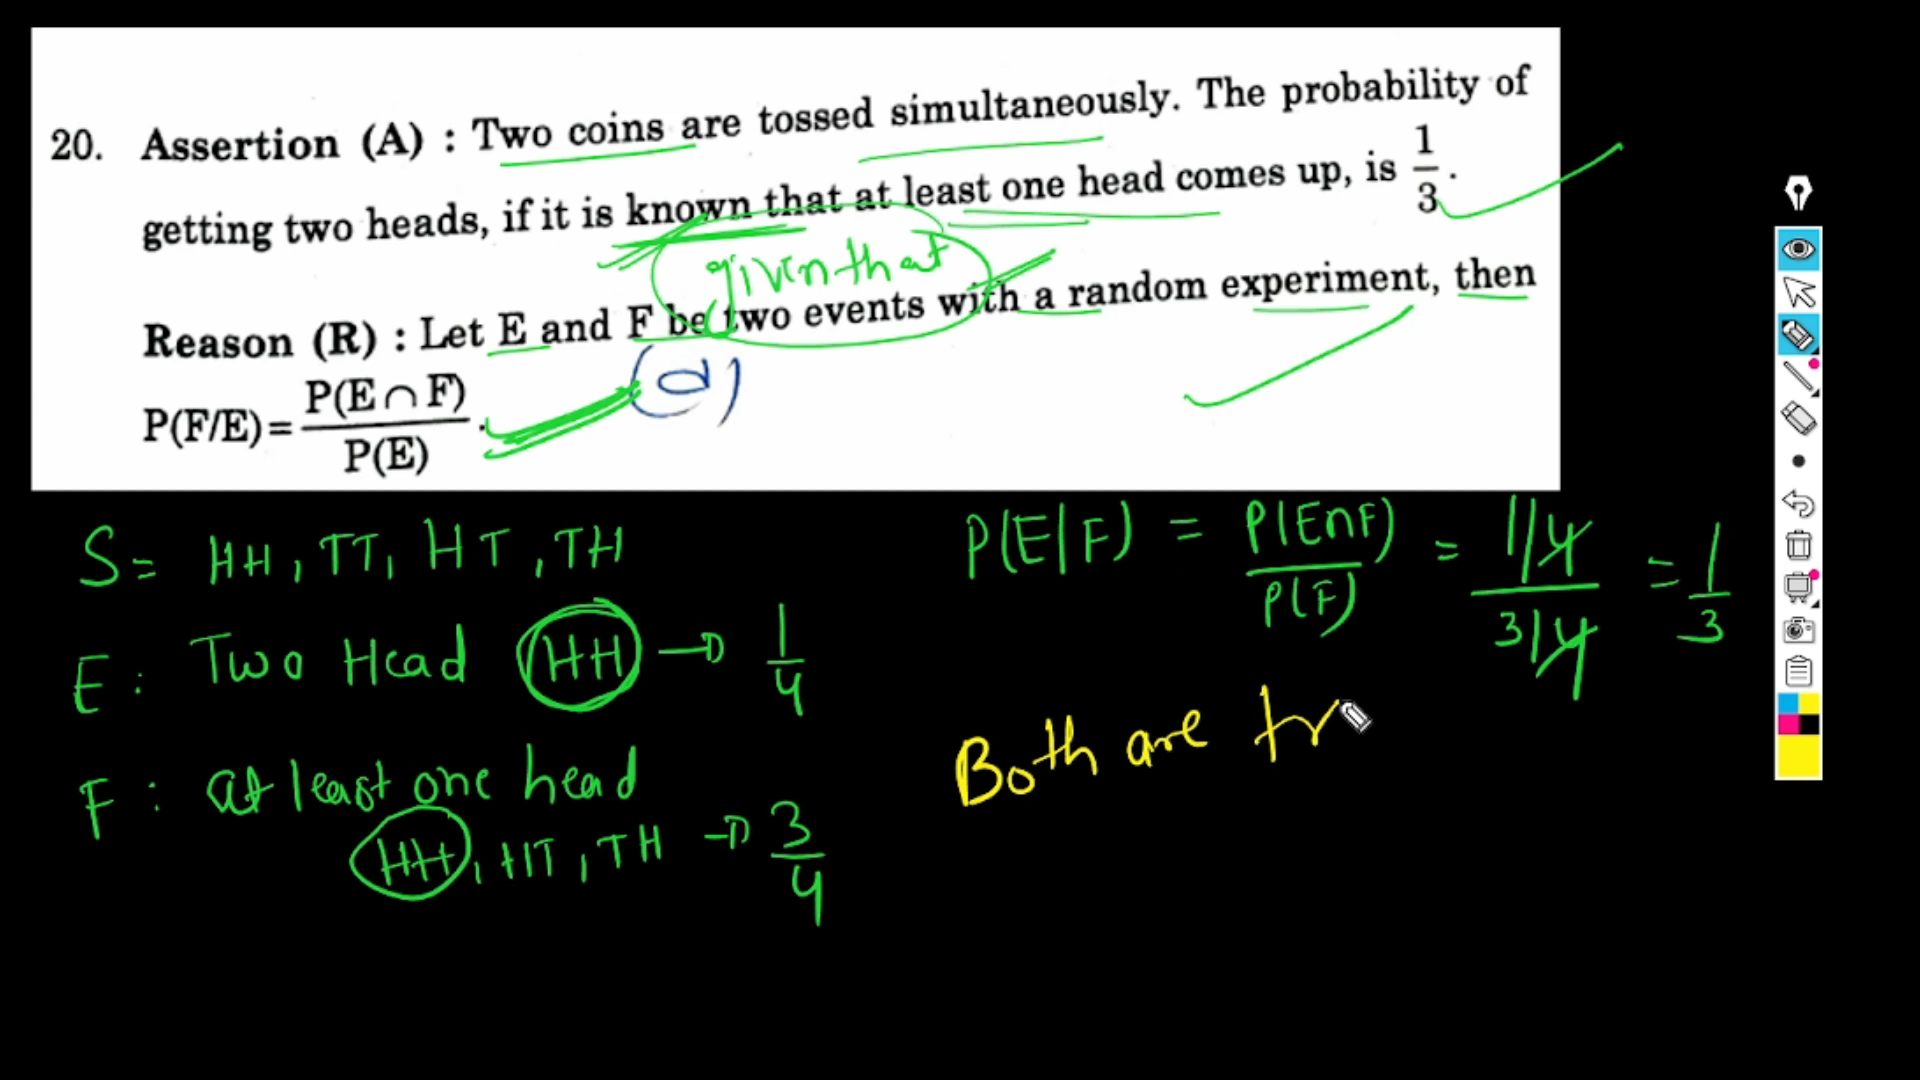 20. Assertion (A) : Two coins are tossed simultaneously. The probability of
getting two heads, if it is known that at least one head comes up, is 1/3.
given that
Reason (R) : Let E and F be two events with a random experiment, then
P(F/E) = P(E ∩ F) / P(E).
(a)
S = HH, TT, HT, TH
P(E|F) = P(E∩F) / P(F) = 1/4 / 3/4 = 1/3
E : Two Head HH → 1/4
Both are tr
F : at least one head
HH, HT, TH → 3/4